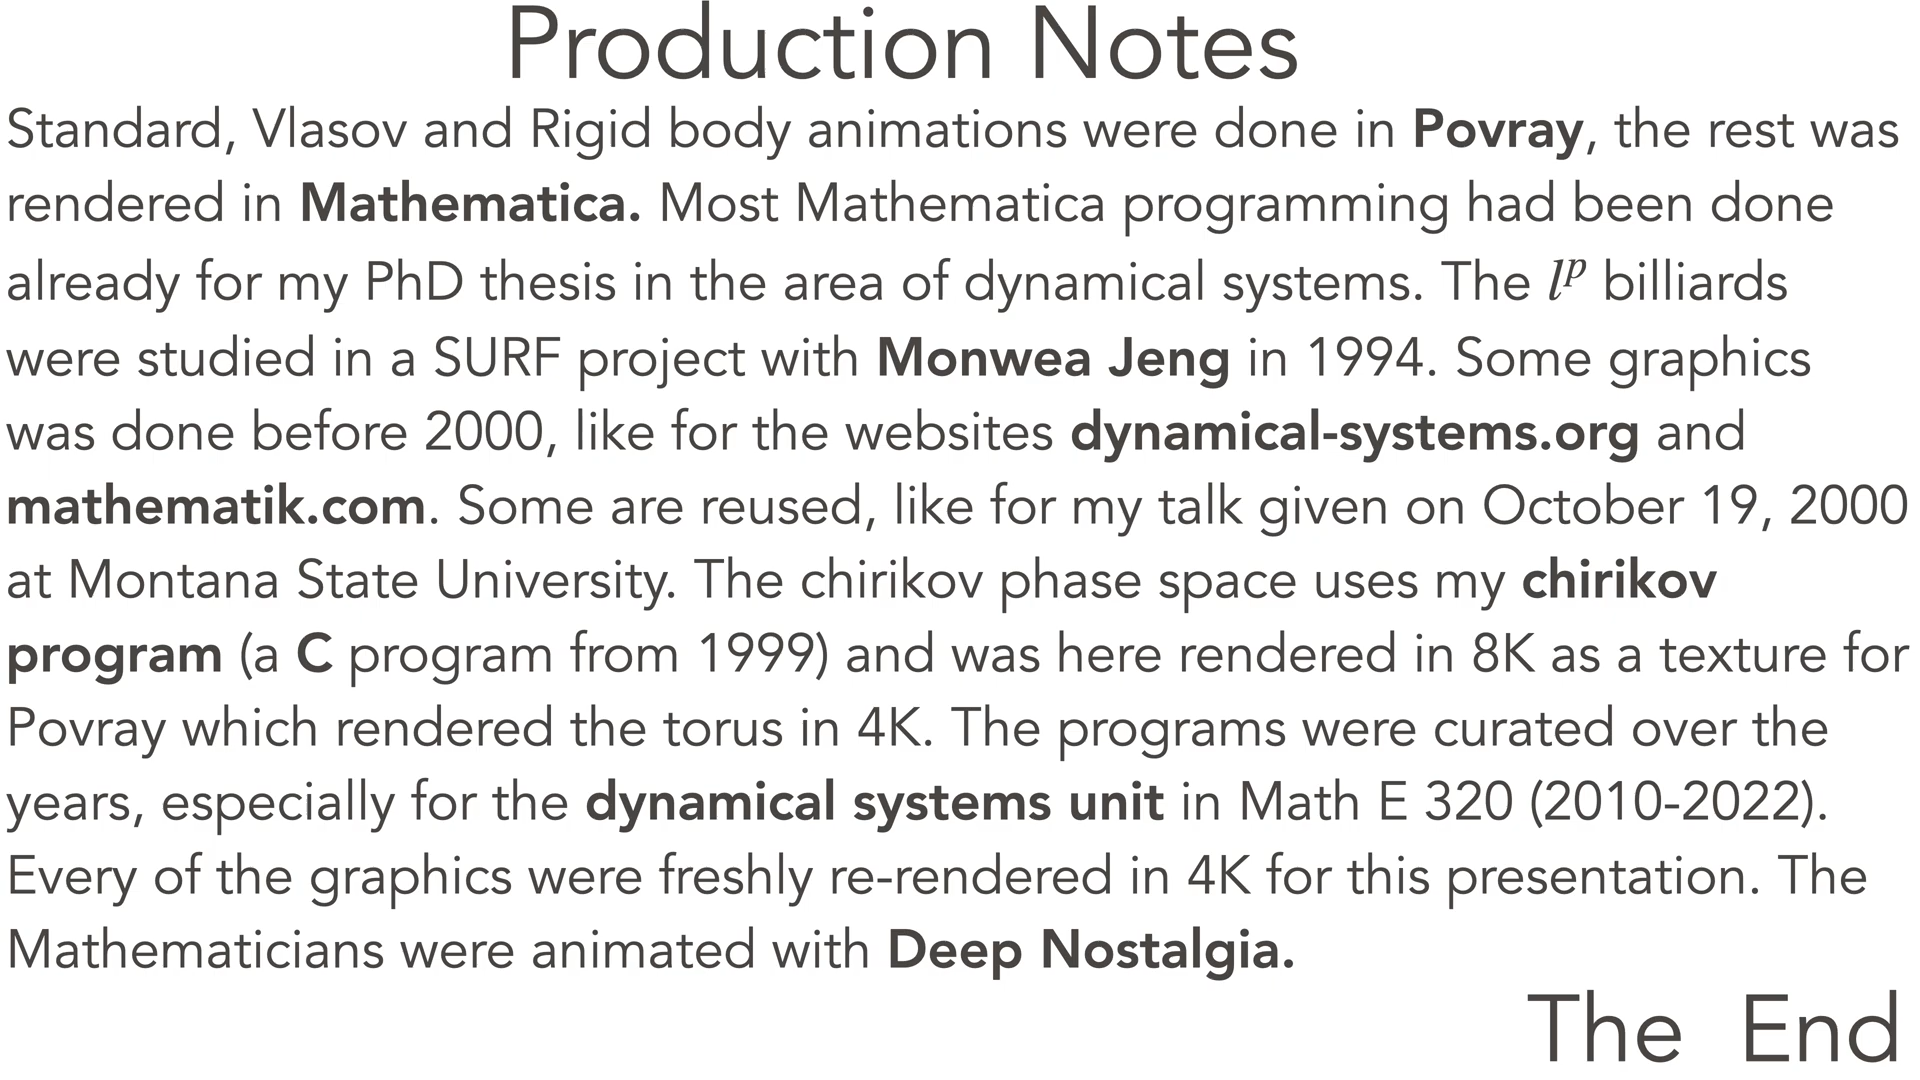 Production Notes
Standard, Vlasov and Rigid body animations were done in Povray, the rest was
rendered in Mathematica. Most Mathematica programming had been done
already for my PhD thesis in the area of dynamical systems. The lᵖ billiards
were studied in a SURF project with Monwea Jeng in 1994. Some graphics
was done before 2000, like for the websites dynamical-systems.org and
mathematik.com. Some are reused, like for my talk given on October 19, 2000
at Montana State University. The chirikov phase space uses my chirikov
program (a C program from 1999) and was here rendered in 8K as a texture for
Povray which rendered the torus in 4K. The programs were curated over the
years, especially for the dynamical systems unit in Math E 320 (2010-2022).
Every of the graphics were freshly re-rendered in 4K for this presentation. The
Mathematicians were animated with Deep Nostalgia.
The End